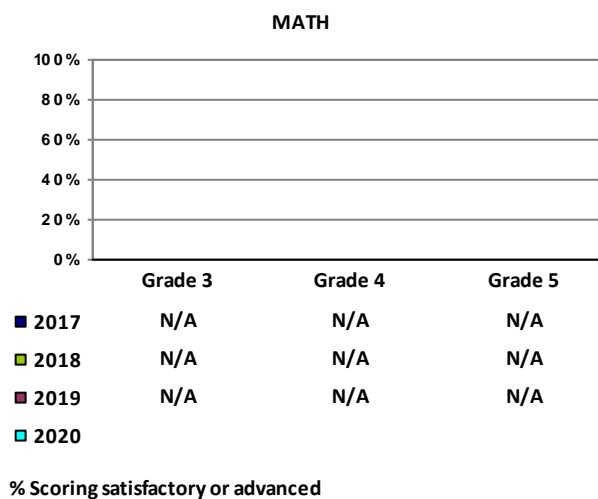 MATH
100%
80%
60%
40%
20%
0%
Grade 3 Grade 4 Grade 5
2017 N/A N/A N/A
2018 N/A N/A N/A
2019 N/A N/A N/A
2020
% Scoring satisfactory or advanced